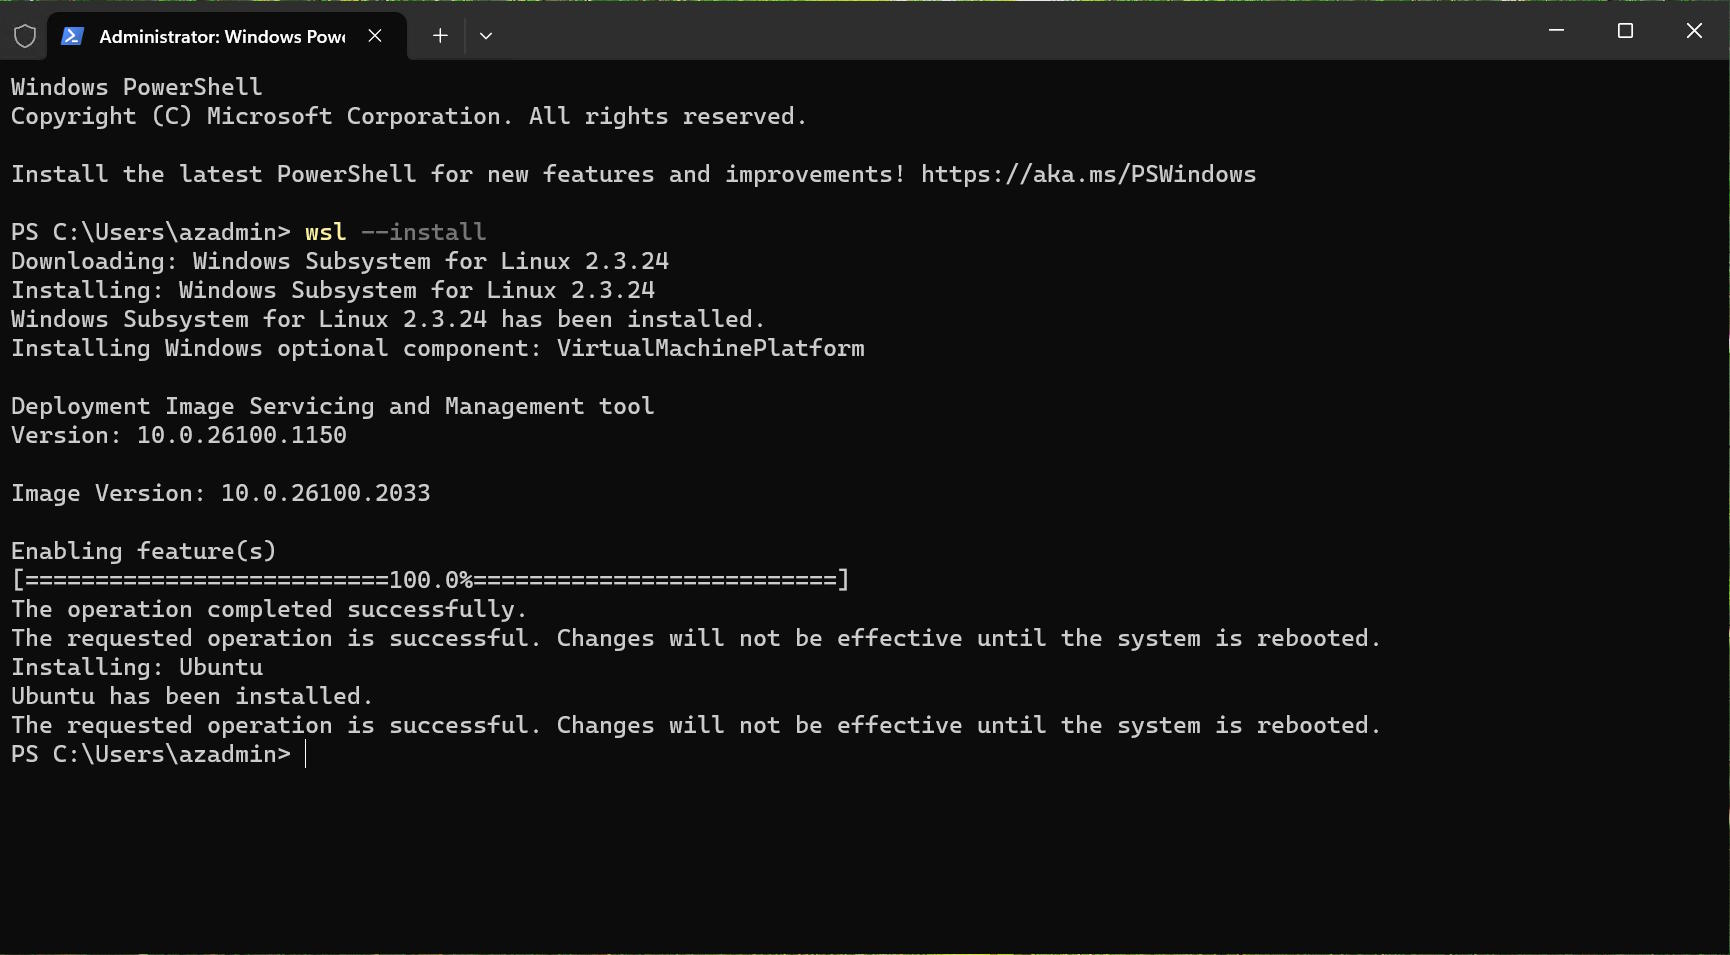 Administrator: Windows Powe
Windows PowerShell
Copyright (C) Microsoft Corporation. All rights reserved.
Install the latest PowerShell for new features and improvements! https://aka.ms/PSWindows
PS C:\Users\azadmin> wsl --install
Downloading: Windows Subsystem for Linux 2.3.24
Installing: Windows Subsystem for Linux 2.3.24
Windows Subsystem for Linux 2.3.24 has been installed.
Installing Windows optional component: VirtualMachinePlatform
Deployment Image Servicing and Management tool
Version: 10.0.26100.1150
Image Version: 10.0.26100.2033
Enabling feature(s)
[==========================100.0%==========================]
The operation completed successfully.
The requested operation is successful. Changes will not be effective until the system is rebooted.
Installing: Ubuntu
Ubuntu has been installed.
The requested operation is successful. Changes will not be effective until the system is rebooted.
PS C:\Users\azadmin>